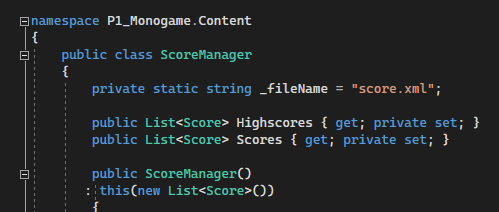 namespace P1_Monogame.Content
{
public class ScoreManager
{
private static string _fileName = "score.xml";
public List<Score> Highscores { get; private set; }
public List<Score> Scores { get; private set; }
public ScoreManager()
: this(new List<Score>())
{